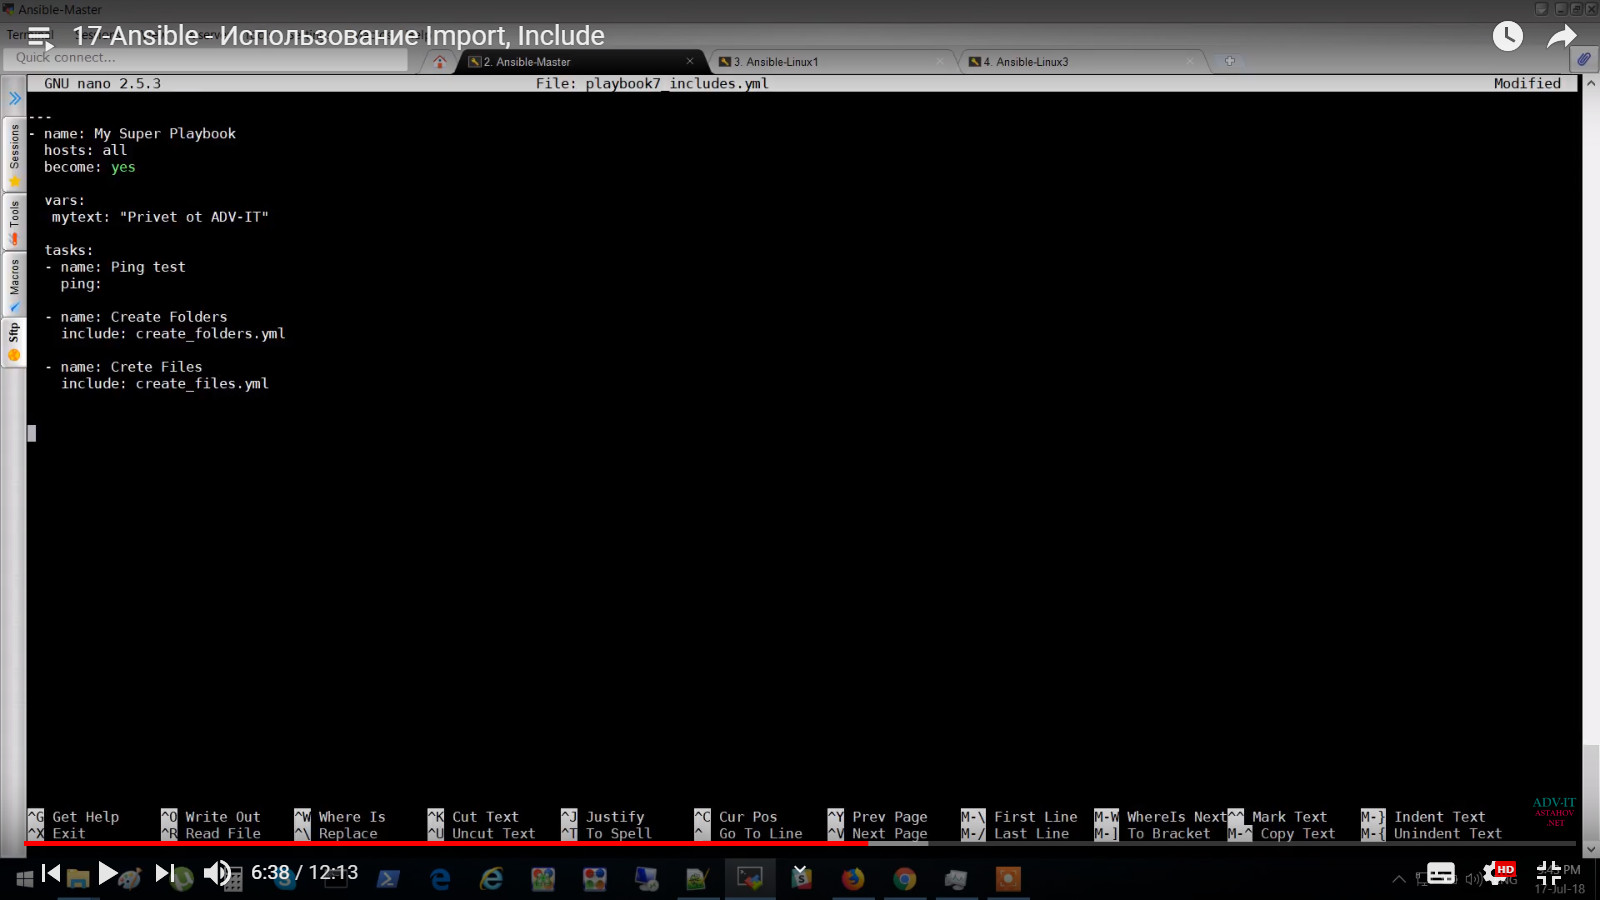 Ansible-Master
17-Ansible - Использование Import, Include
Quick connect...
2. Ansible-Master
3. Ansible-Linux1
4. Ansible-Linux3
GNU nano 2.5.3 File: playbook7_includes.yml Modified
Sessions
Tools
Macros
Sftp
---
- name: My Super Playbook
hosts: all
become: yes
vars:
mytext: "Privet ot ADV-IT"
tasks:
- name: Ping test
ping:
- name: Create Folders
include: create_folders.yml
- name: Crete Files
include: create_files.yml
ADV-IT
ASTAHOV
.NET
^G Get Help ^O Write Out ^W Where Is ^K Cut Text ^J Justify ^C Cur Pos ^Y Prev Page M-\ First Line M-W WhereIs Next ^^ Mark Text M-} Indent Text
^X Exit ^R Read File ^\ Replace ^U Uncut Text ^T To Spell ^_ Go To Line ^V Next Page M-/ Last Line M-] To Bracket M-^ Copy Text M-{ Unindent Text
6:38 / 12:13
HD
PM
17-Jul-18